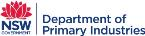 NSW
GOVERNMENT
Department of
Primary Industries